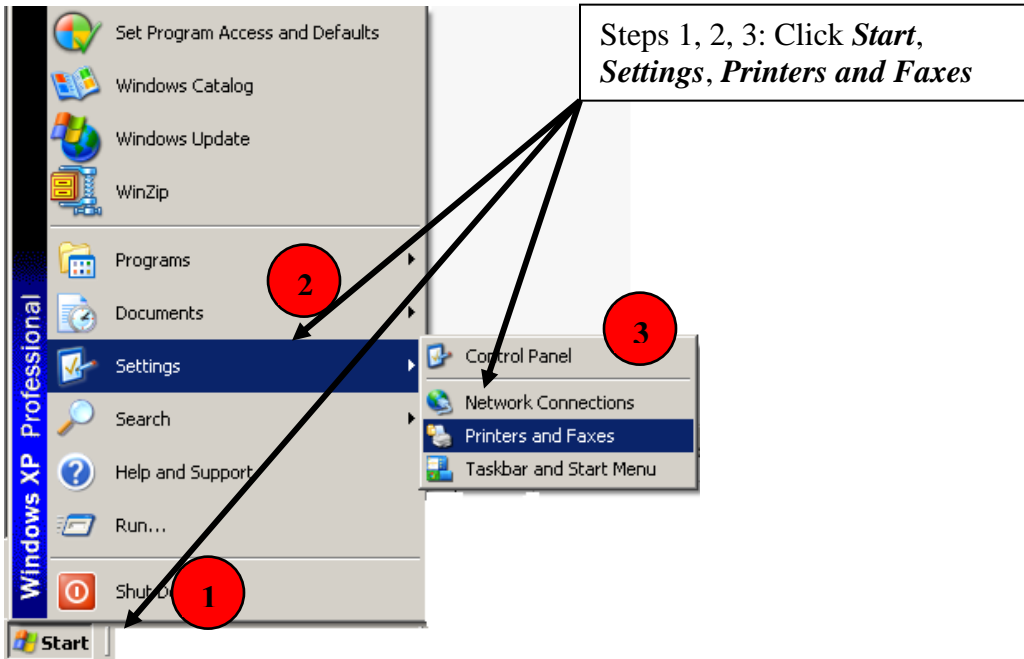 Set Program Access and Defaults
Windows Catalog
Windows Update
WinZip
Programs
Documents
Settings
Search
Help and Support
Run...
Shut
Start
Windows XP Professional
Control Panel
Network Connections
Printers and Faxes
Taskbar and Start Menu
Steps 1, 2, 3: Click Start,
Settings, Printers and Faxes
1
2
3